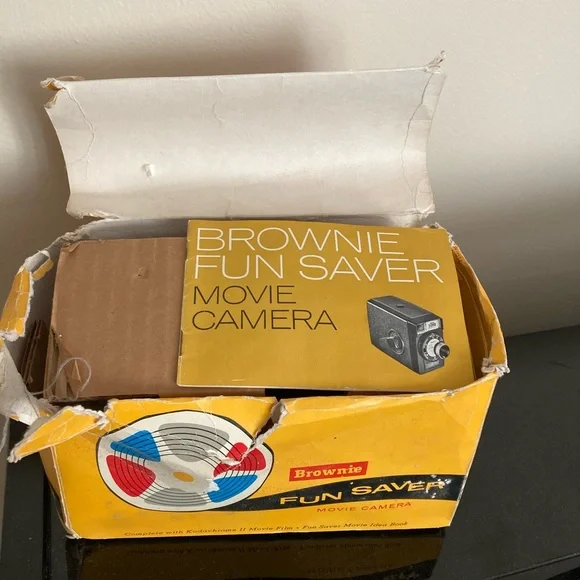 BROWNIE
FUN SAVER
MOVIE
CAMERA
Brownie
FUN SAVER
MOVIE CAMERA
Complete with Kodachrome II Movie Film • Fun Saver Movie Idea Book